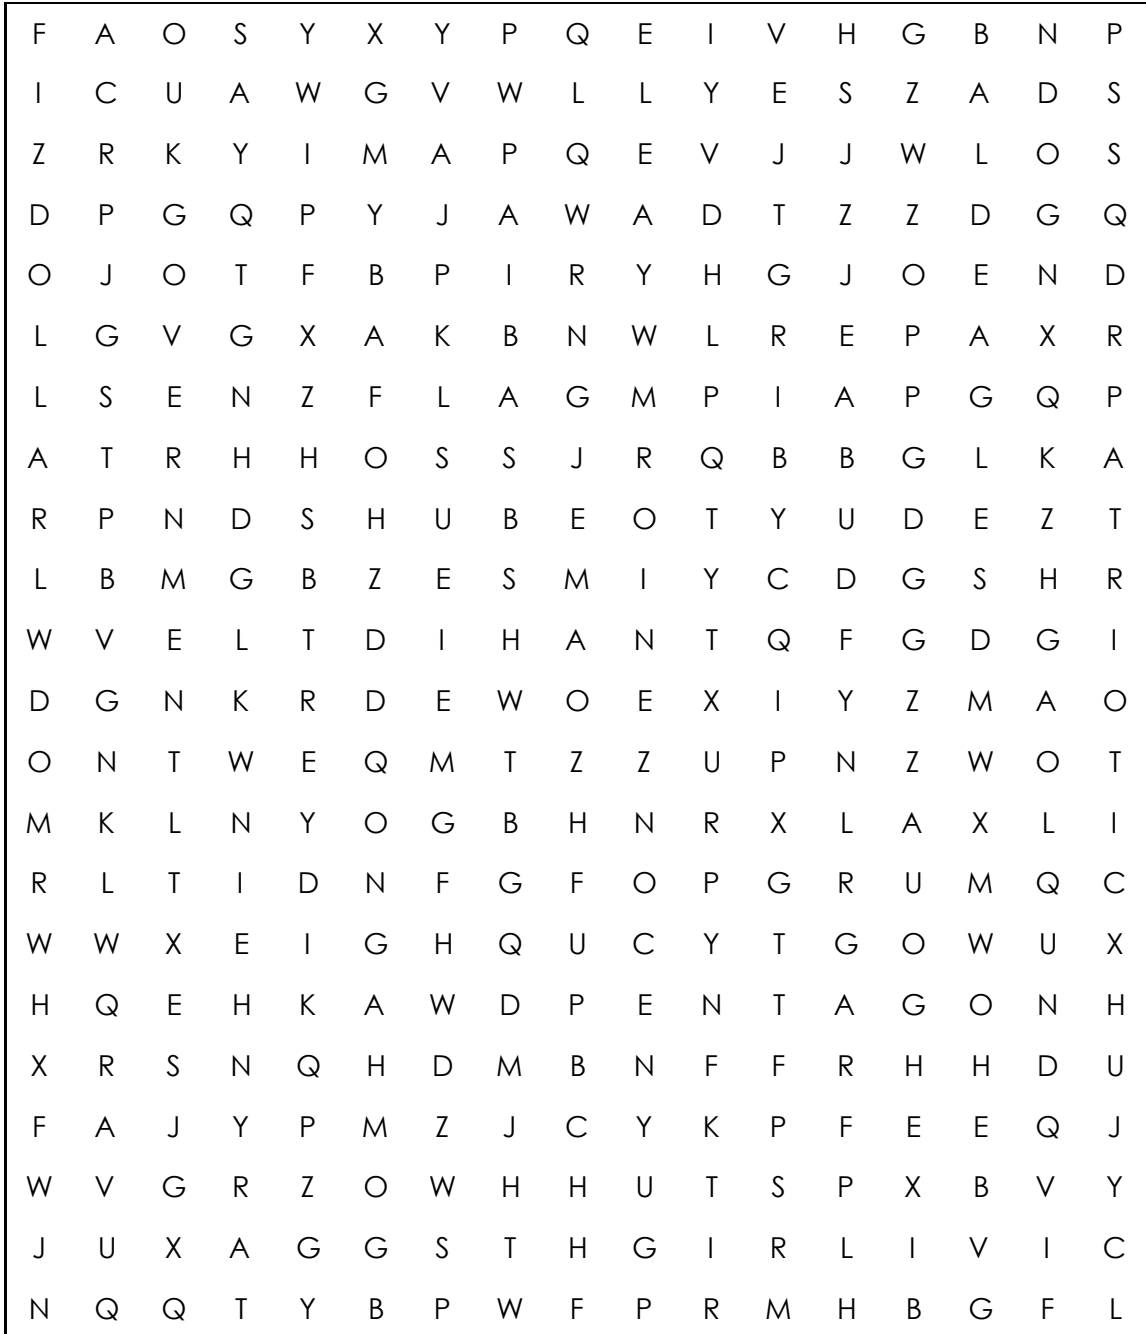 F A O S Y X Y P Q E I V H G B N P
I C U A W G V W L L Y E S Z A D S
Z R K Y I M A P Q E V J J W L O S
D P G Q P Y J A W A D T Z Z D G Q
O J O T F B P I R Y H G J O E N D
L G V G X A K B N W L R E P A X R
L S E N Z F L A G M P I A P G Q P
A T R H H O S S J R Q B B G L K A
R P N D S H U B E O T Y U D E Z T
L B M G B Z E S M I Y C D G S H R
W V E L T D I H A N T Q F G D G I
D G N K R D E W O E X I Y Z M A O
O N T W E Q M T Z Z U P N Z W O T
M K L N Y O G B H N R X L A X L I
R L T I D N F G F O P G R U M Q C
W W X E I G H Q U C Y T G O W U X
H Q E H K A W D P E N T A G O N H
X R S N Q H D M B N F F R H H D U
F A J Y P M Z J C Y K P F E E Q J
W V G R Z O W H H U T S P X B V Y
J U X A G G S T H G I R L I V I C
N Q Q T Y B P W F P R M H B G F L